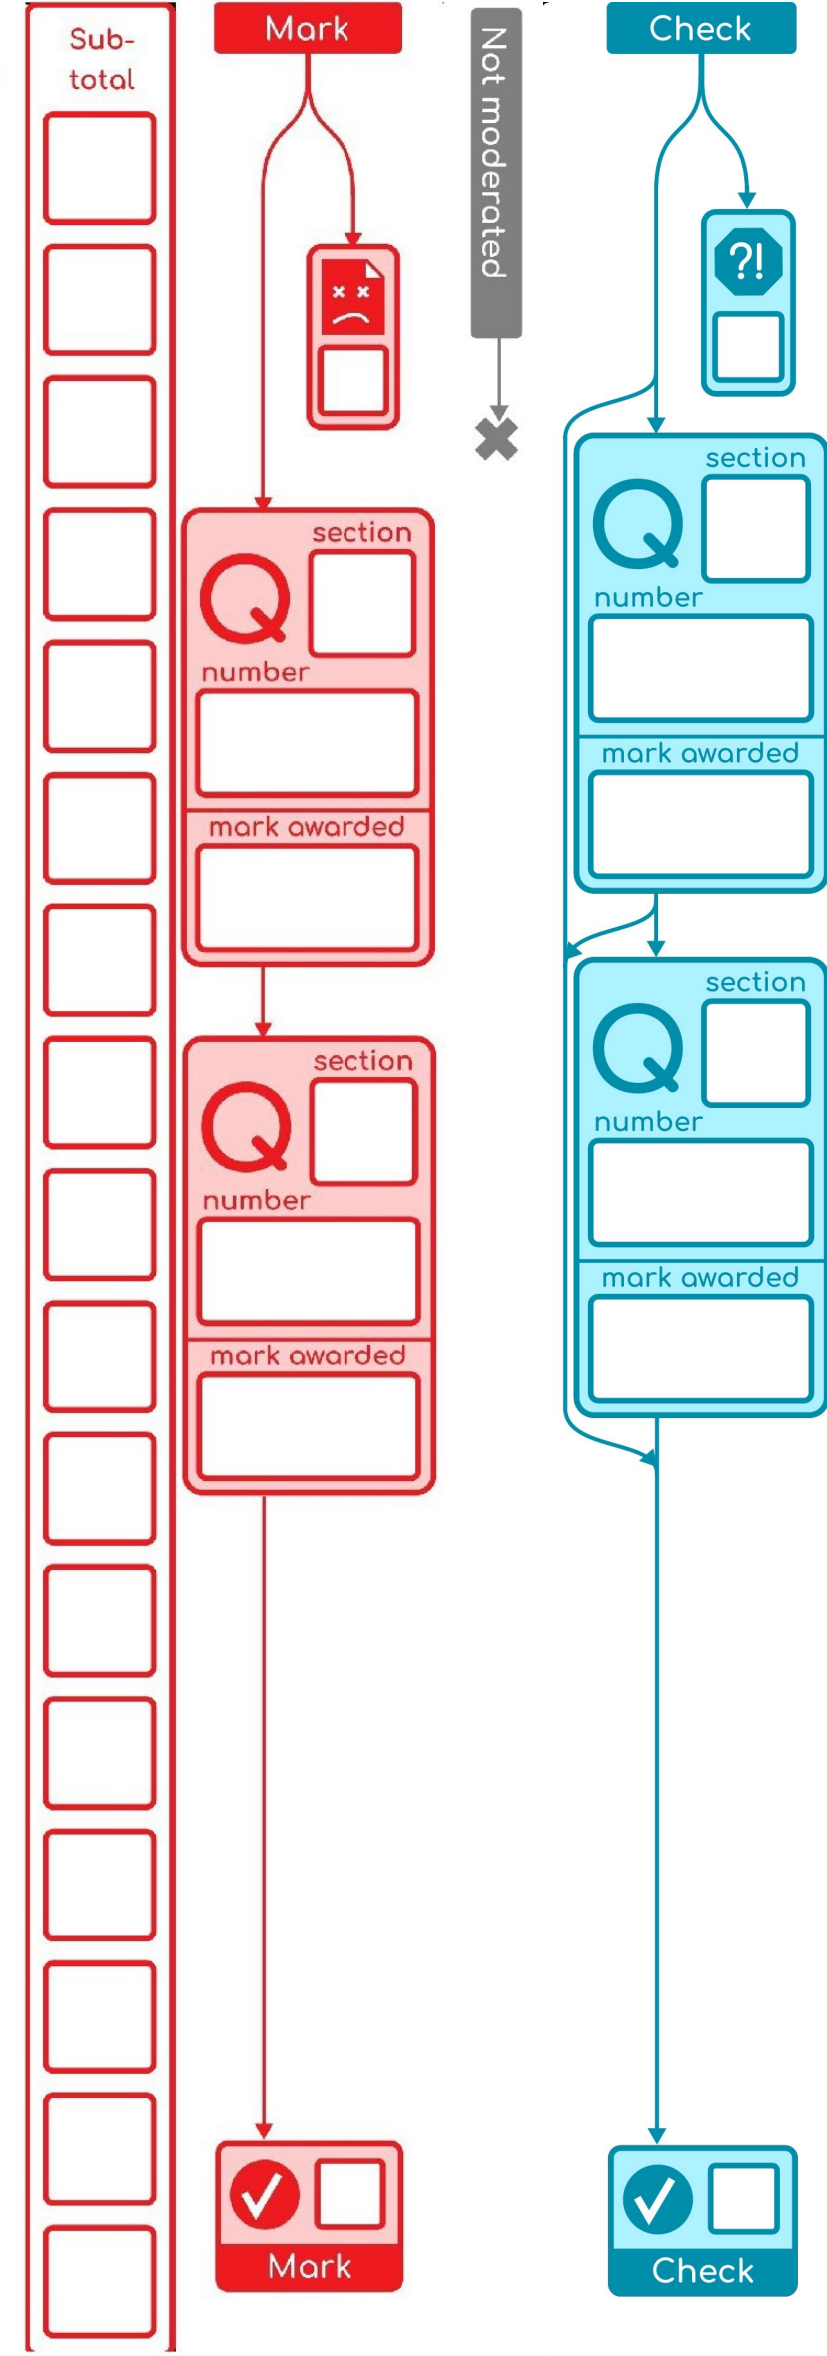 Sub-
total
Mark
section
Q
number
mark awarded
section
Q
number
mark awarded
Mark
Not moderated
Check
?!
section
Q
number
mark awarded
section
Q
number
mark awarded
Check